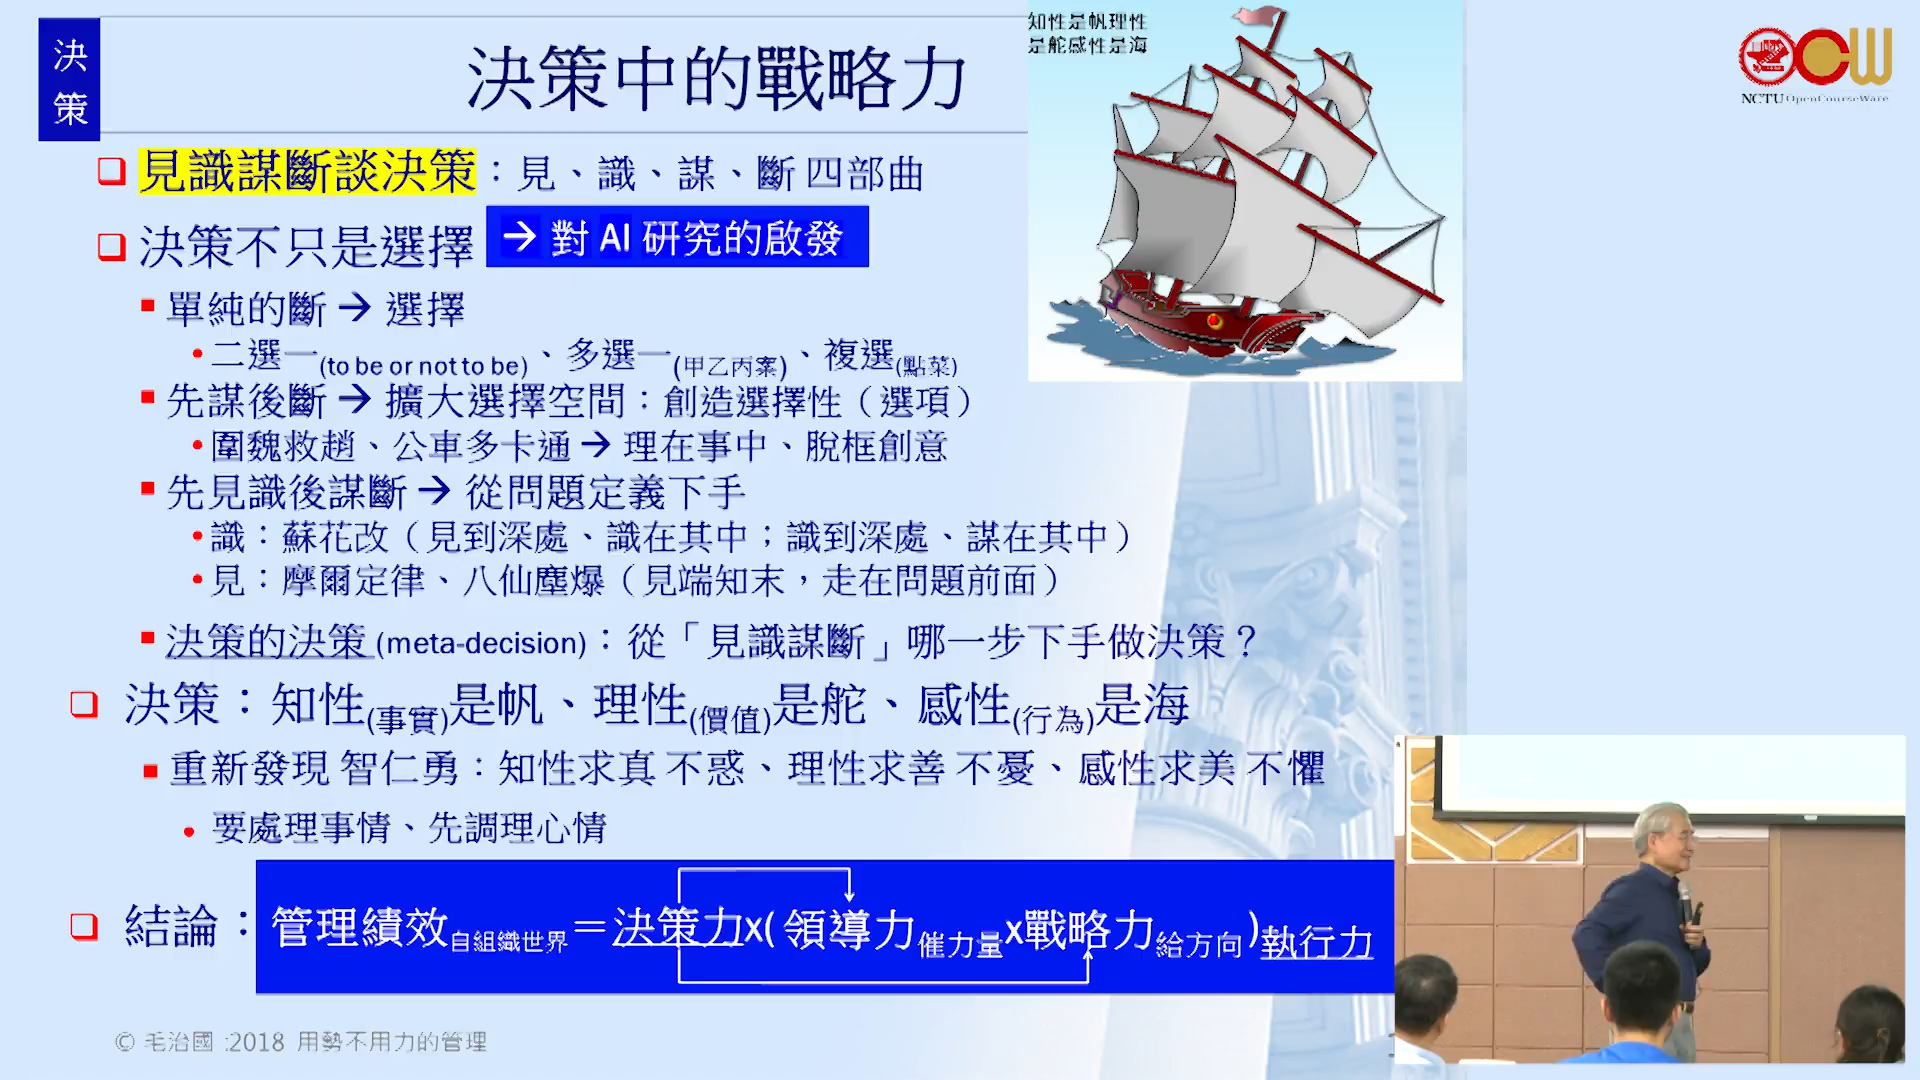 決策
決策中的戰略力
知性是帆理性
是舵感性是海
OCW
NCTU OpenCourseWare
見識謀斷談決策：見、識、謀、斷 四部曲
決策不只是選擇 → 對 AI 研究的啟發
單純的斷 → 選擇
二選一(to be or not to be)、多選一(甲乙丙案)、複選(點菜)
先謀後斷 → 擴大選擇空間：創造選擇性（選項）
圍魏救趙、公車多卡通 → 理在事中、脫框創意
先見識後謀斷 → 從問題定義下手
識：蘇花改（見到深處、識在其中；識到深處、謀在其中）
見：摩爾定律、八仙塵爆（見端知末，走在問題前面）
決策的決策 (meta-decision)：從「見識謀斷」哪一步下手做決策？
決策：知性(事實)是帆、理性(價值)是舵、感性(行為)是海
重新發現 智仁勇：知性求真 不惑、理性求善 不憂、感性求美 不懼
要處理事情、先調理心情
結論：管理績效自組織世界＝決策力x( 領導力催力量x戰略力給方向 )執行力
© 毛治國 :2018 用勢不用力的管理